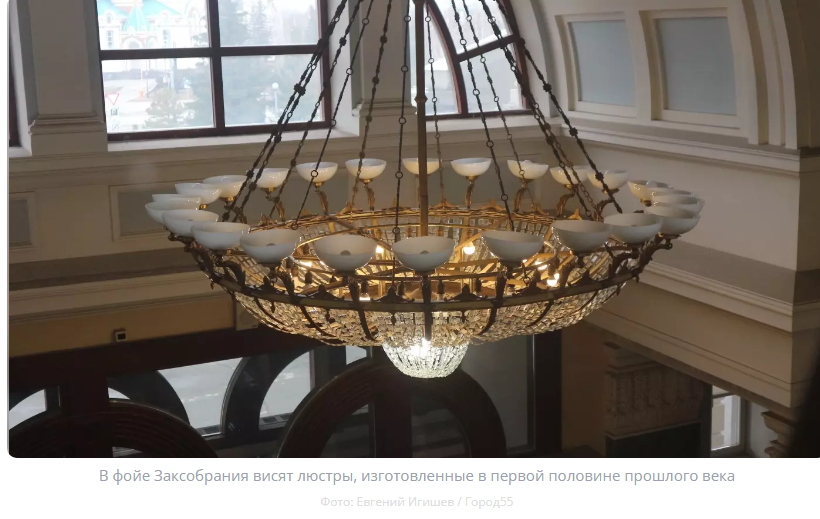 В фойе Заксобрания висят люстры, изготовленные в первой половине прошлого века
Фото: Евгений Игишев / Город55